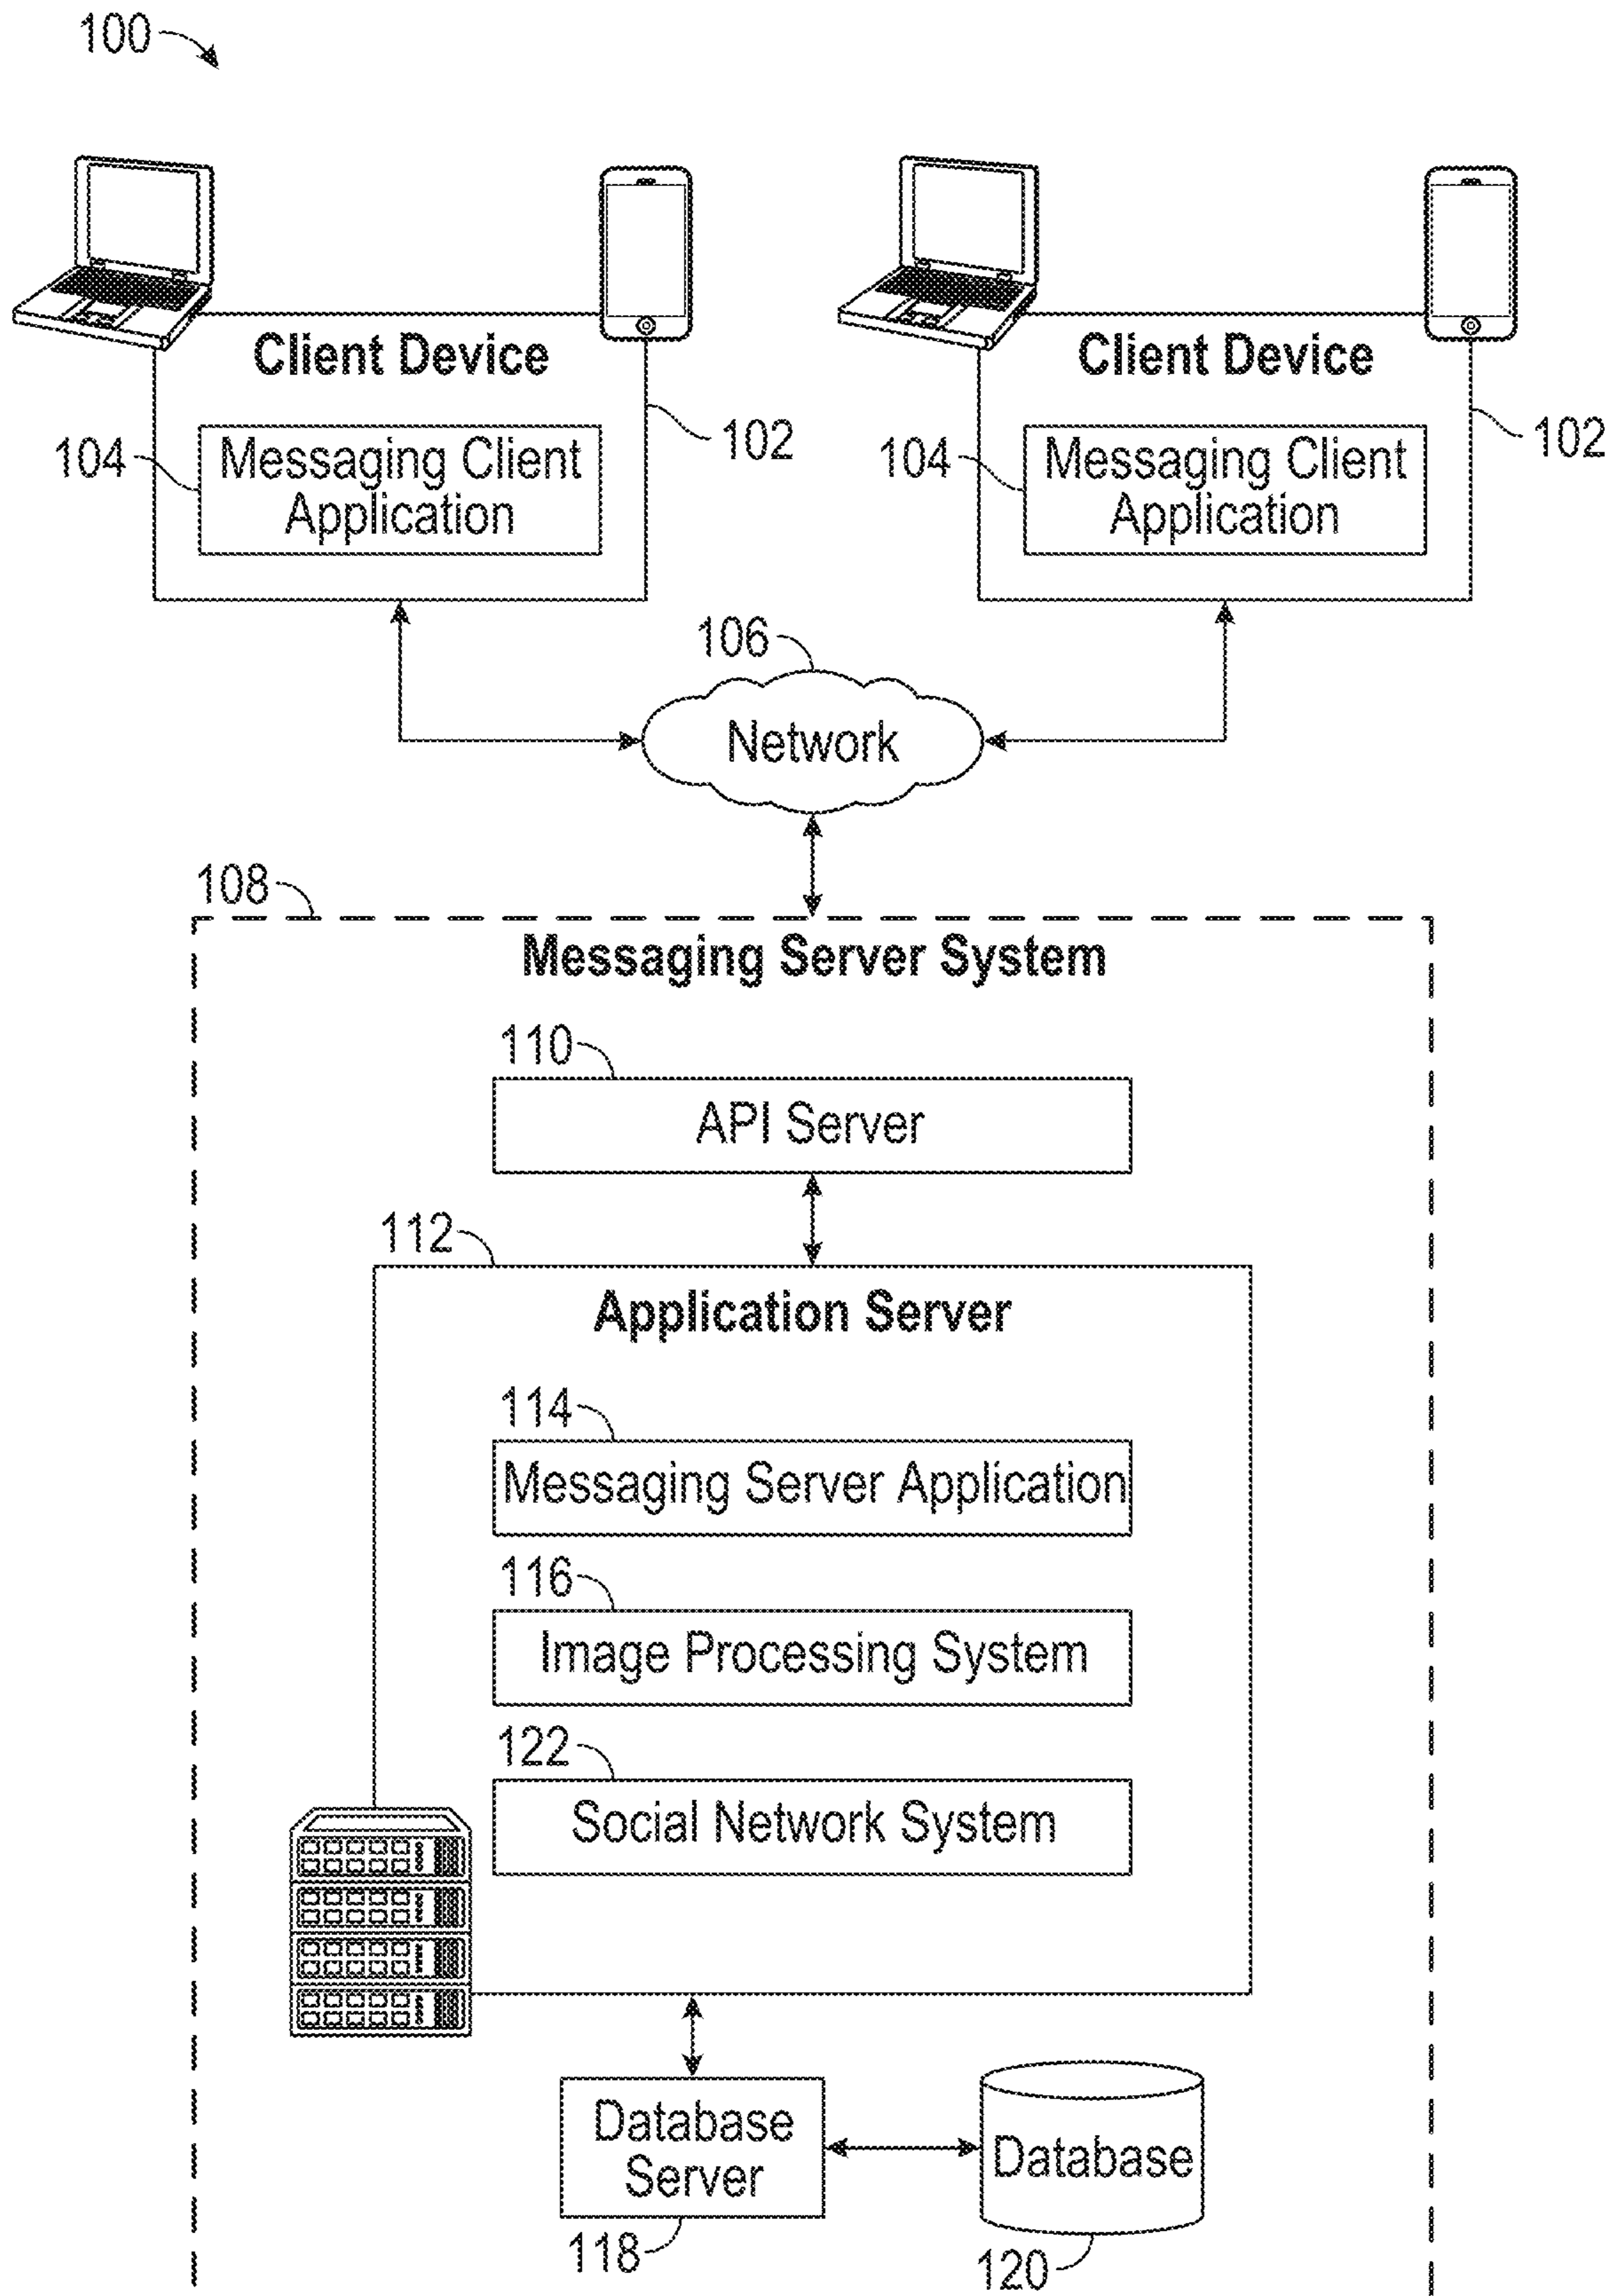 100
Client Device
102
104
Messaging Client
Application
Client Device
102
104
Messaging Client
Application
106
Network
108
Messaging Server System
110
API Server
112
Application Server
114
Messaging Server Application
116
Image Processing System
122
Social Network System
Database
Server
118
Database
120